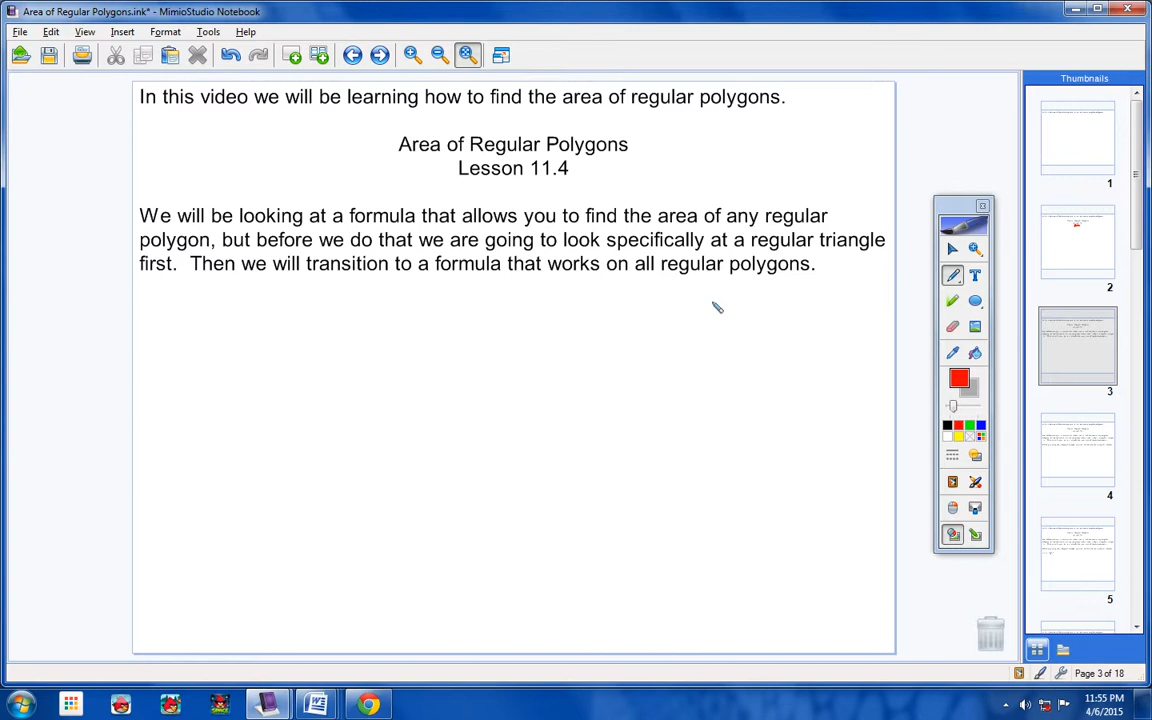 Area of Regular Polygons.ink* - MimioStudio Notebook
File Edit View Insert Format Tools Help
In this video we will be learning how to find the area of regular polygons.
Area of Regular Polygons
Lesson 11.4
We will be looking at a formula that allows you to find the area of any regular
polygon, but before we do that we are going to look specifically at a regular triangle
first. Then we will transition to a formula that works on all regular polygons.
Thumbnails
1
2
3
4
5
Page 3 of 18
11:55 PM
4/6/2015